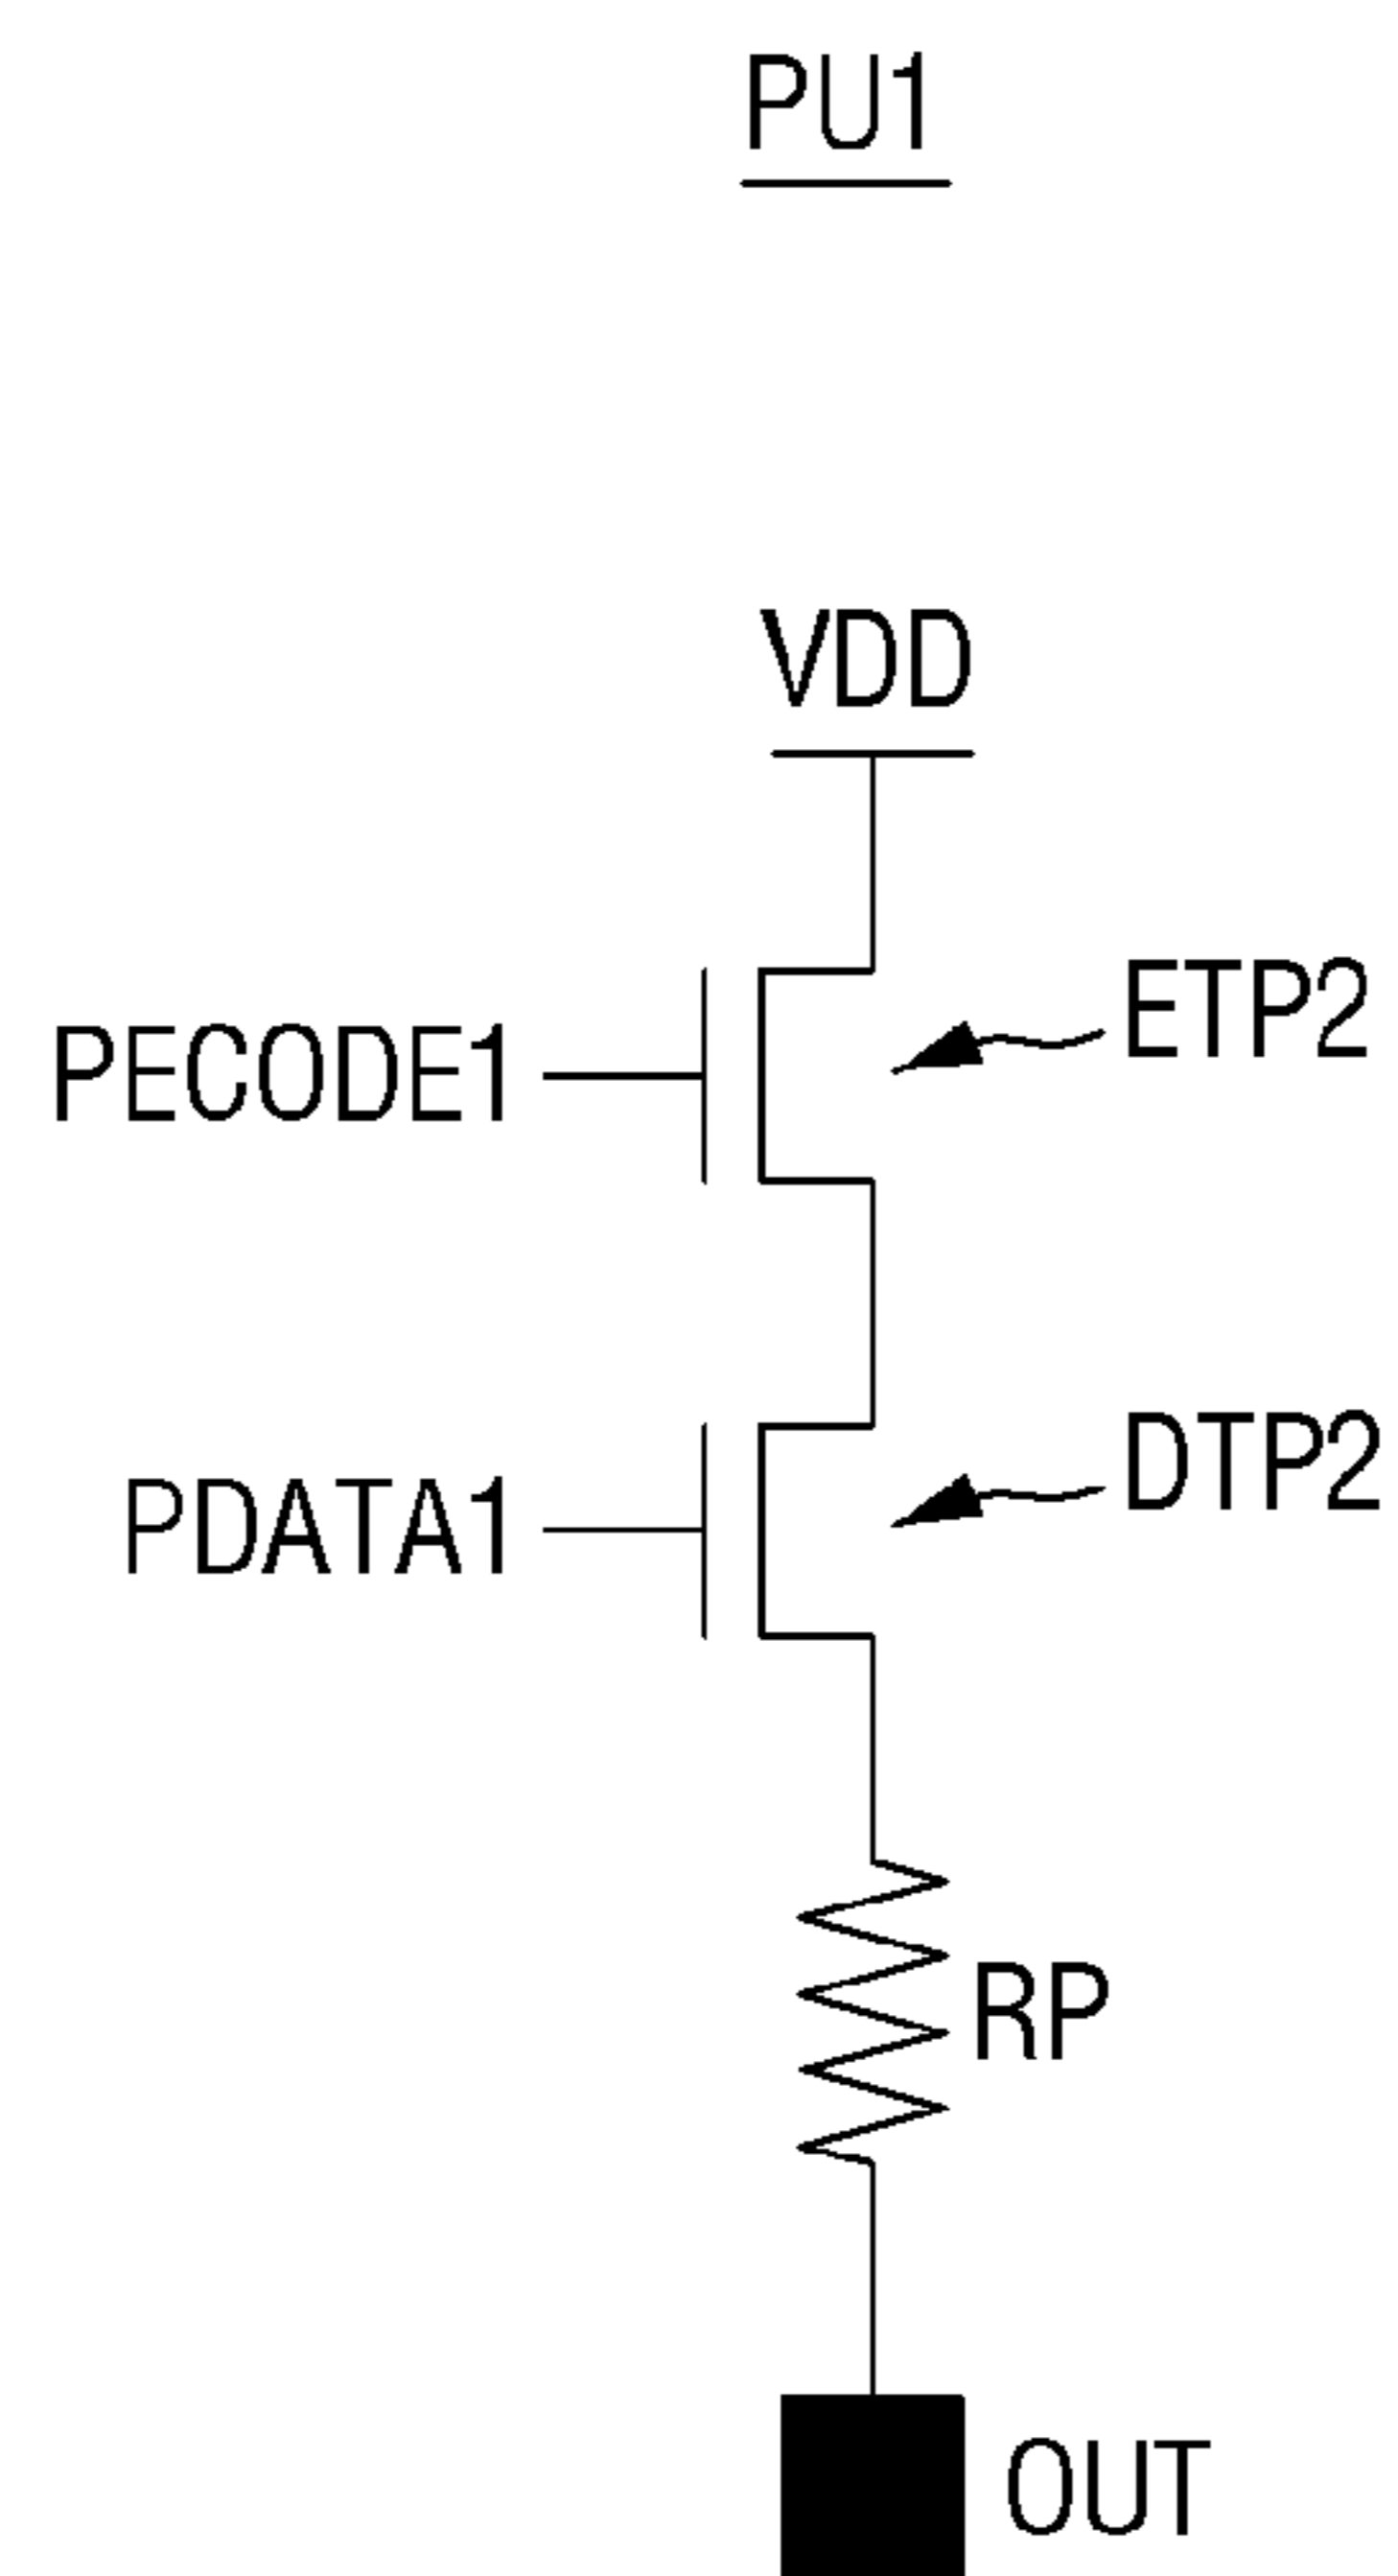 PU1
VDD
ETP2
PECODE1
DTP2
PDATA1
RP
OUT